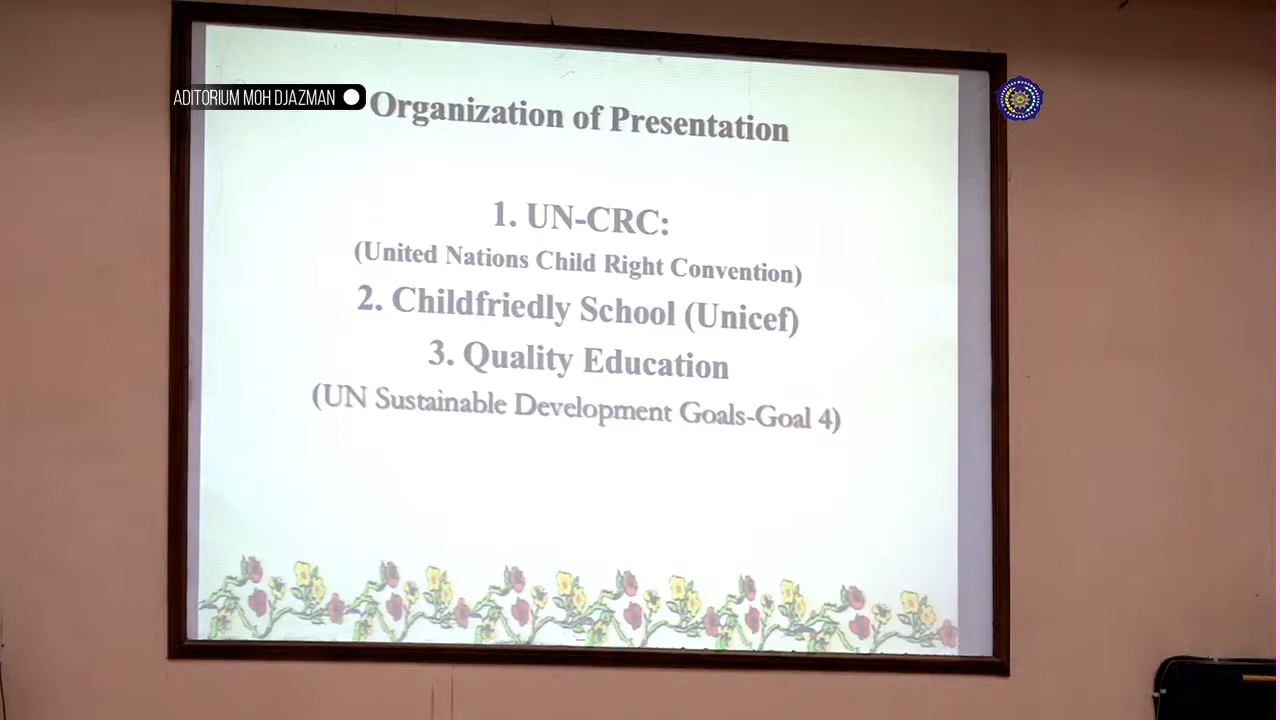 ADITORIUM MOH DJAZMAN
Organization of Presentation
1. UN-CRC:
(United Nations Child Right Convention)
2. Childfriedly School (Unicef)
3. Quality Education
(UN Sustainable Development Goals-Goal 4)